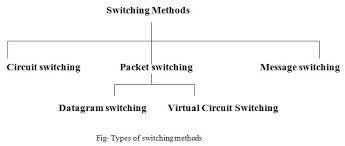 Switching Methods
Circuit switching Packet switching Message switching
Datagram switching Virtual Circuit Switching
Fig- Types of switching methods